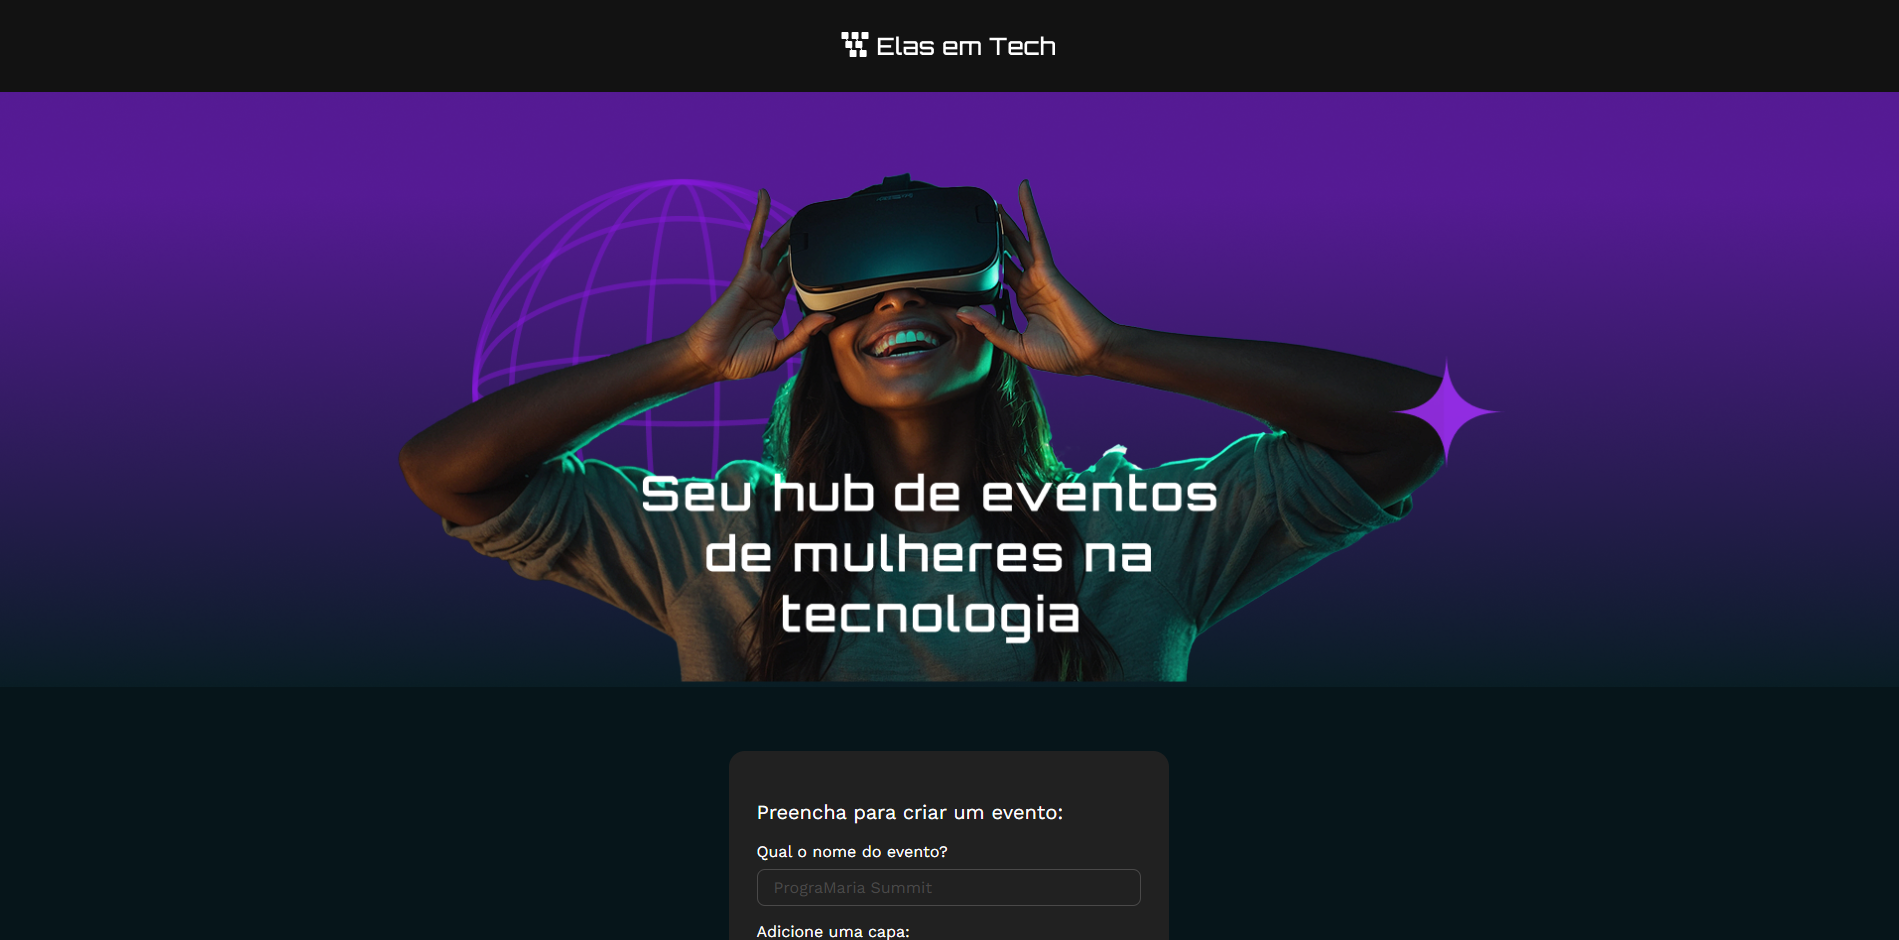 Elas em Tech
Seu hub de eventos
de mulheres na
tecnologia
Preencha para criar um evento:
Qual o nome do evento?
PrograMaria Summit
Adicione uma capa: